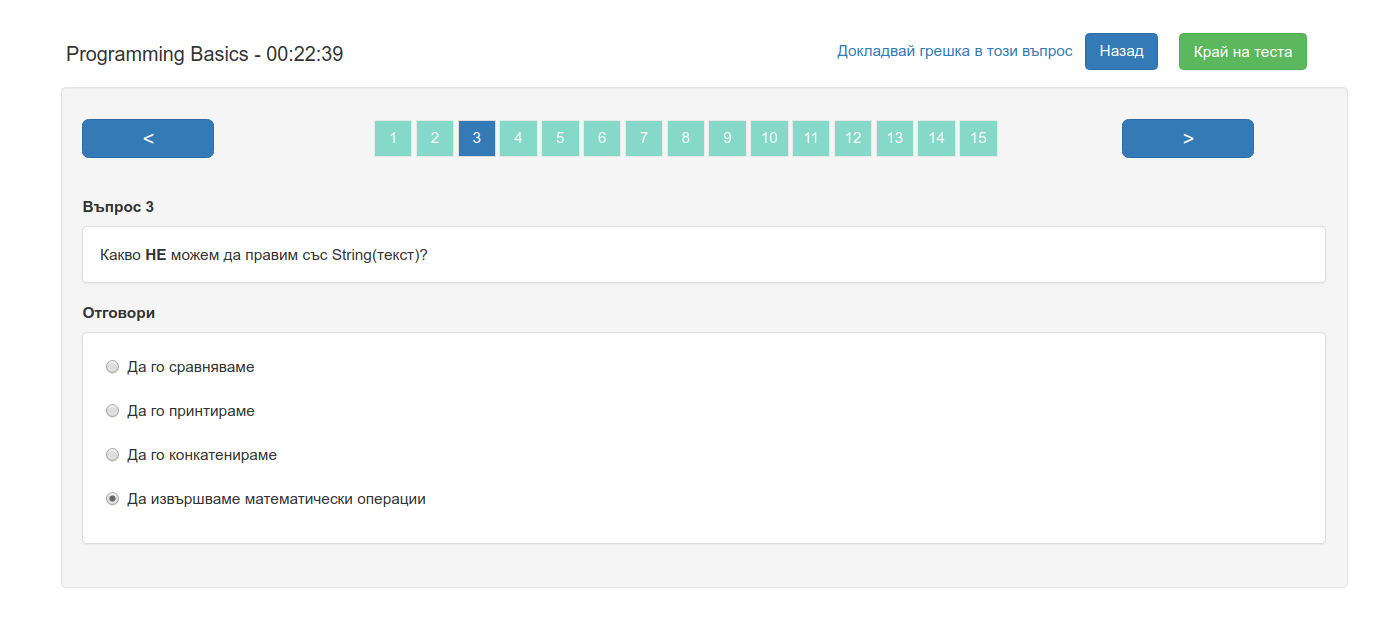 Programming Basics - 00:22:39
Докладвай грешка в този въпрос
Назад
Край на теста
<
1 2 3 4 5 6 7 8 9 10 11 12 13 14 15
>
Въпрос 3
Какво НЕ можем да правим със String(текст)?
Отговори
Да го сравняваме
Да го принтираме
Да го конкатенираме
Да извършваме математически операции